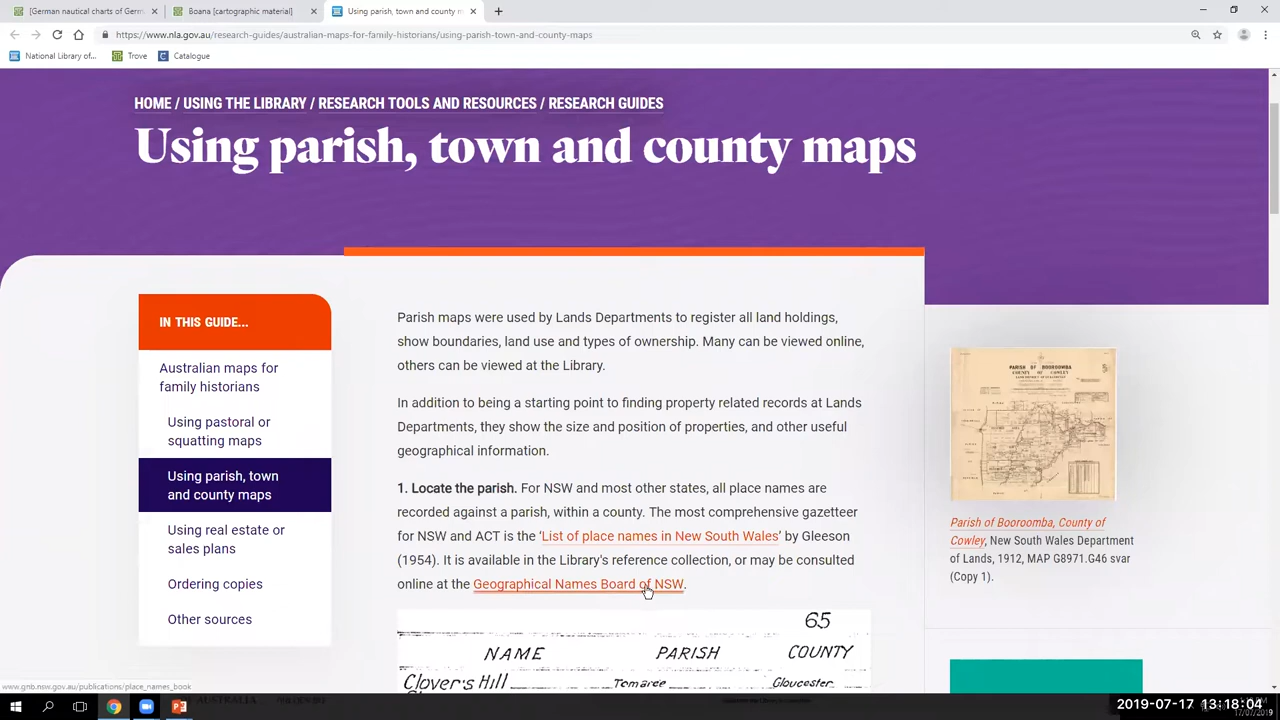 [German nautical charts of Germ
Boana [cartographic material]
Using parish, town and county ma
https://www.nla.gov.au/research-guides/australian-maps-for-family-historians/using-parish-town-and-county-maps
National Library of...
Trove
Catalogue
HOME / USING THE LIBRARY / RESEARCH TOOLS AND RESOURCES / RESEARCH GUIDES
Using parish, town and county maps
IN THIS GUIDE...
Australian maps for
family historians
Using pastoral or
squatting maps
Using parish, town
and county maps
Using real estate or
sales plans
Ordering copies
Other sources
Parish maps were used by Lands Departments to register all land holdings,
show boundaries, land use and types of ownership. Many can be viewed online,
others can be viewed at the Library.
In addition to being a starting point to finding property related records at Lands
Departments, they show the size and position of properties, and other useful
geographical information.
1. Locate the parish. For NSW and most other states, all place names are
recorded against a parish, within a county. The most comprehensive gazetteer
for NSW and ACT is the ‘List of place names in New South Wales’ by Gleeson
(1954). It is available in the Library's reference collection, or may be consulted
online at the Geographical Names Board of NSW.
65
NAME PARISH COUNTY
Clover's Hill Tomaree Gloucester
PARISH OF BOOROOMBA
COUNTY OF COWLEY
Parish of Booroomba, County of
Cowley, New South Wales Department
of Lands, 1912, MAP G8971.G46 svar
(Copy 1).
www.gnb.nsw.gov.au/publications/place_names_book
2019-07-17 13:18:04
17/07/2019